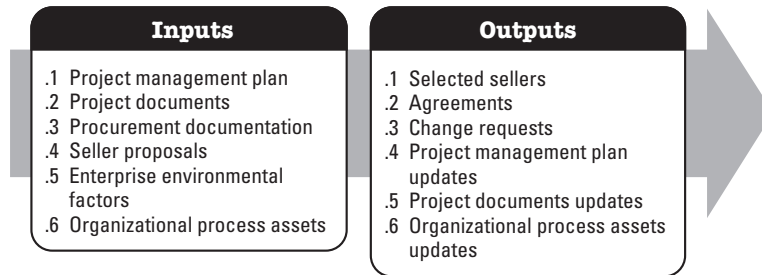 Inputs
.1 Project management plan
.2 Project documents
.3 Procurement documentation
.4 Seller proposals
.5 Enterprise environmental
factors
.6 Organizational process assets
Outputs
.1 Selected sellers
.2 Agreements
.3 Change requests
.4 Project management plan
updates
.5 Project documents updates
.6 Organizational process assets
updates